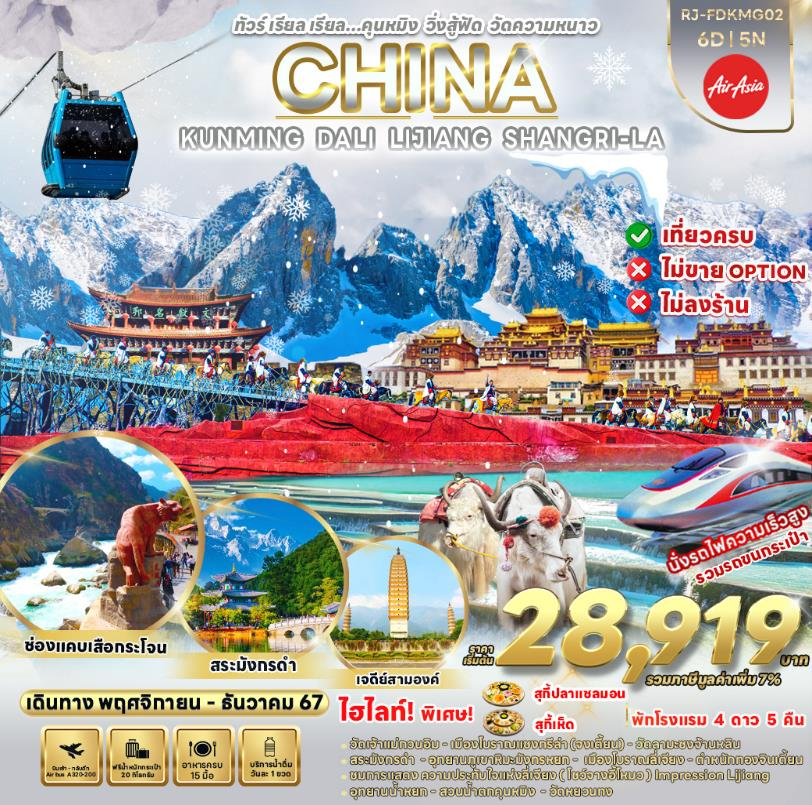 ทัวร์ เรียล เรียล...คุนหมิง วิ่งสู้ฟัด วัดความหนาว
RJ-FDKMG02
6D | 5N
AirAsia
CHINA
KUNMING DALI LIJIANG SHANGRI-LA
เที่ยวครบ
ไม่ขาย OPTION
ไม่ลงร้าน
นั่งรถไฟความเร็วสูง
รวมรถขนกระเป๋า
ช่องแคบเสือกระโจน
สระมังกรดำ
เจดีย์สามองค์
ราคา
เริ่มต้น
28,919 บาท
รวมภาษีมูลค่าเพิ่ม 7%
เดินทาง พฤศจิกายน - ธันวาคม 67
ไฮไลท์! พิเศษ!
สุกี้ปลาแซลมอน
สุกี้เห็ด
พักโรงแรม 4 ดาว 5 คืน
บินเช้า - กลับดึก
Air bus A320-200
ฟรีน้ำหนักกระเป๋า
20 กิโลกรัม
อาหารครบ
15 มื้อ
บริการน้ำดื่ม
วันละ 1 ขวด
วัดเจ้าแม่กวนอิม - เมืองโบราณแชงกรีล่า (จงเตี้ยน) - วัดลามะซงจ้านหลิน
สระมังกรดำ - อุทยานภูเขาหิมะมังกรหยก - เมืองโบราณลี่เจียง - ตำหนักทองจินเตี้ยน
ชมการแสดง ความประทับใจแห่งลี่เจียง ( โชว์จางอี้โหมว ) Impression Lijiang
อุทยานน้ำหยก - สวนน้ำตกคุนหมิง - วัดหยวนทง